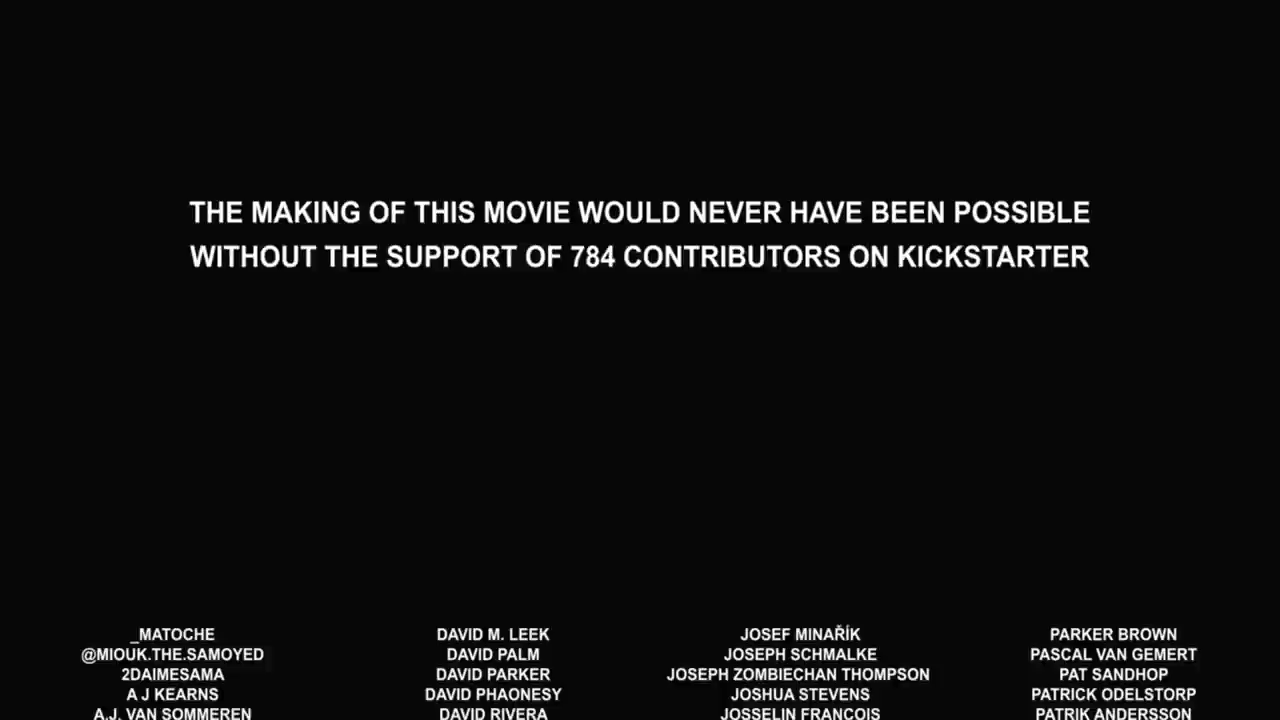 THE MAKING OF THIS MOVIE WOULD NEVER HAVE BEEN POSSIBLE
WITHOUT THE SUPPORT OF 784 CONTRIBUTORS ON KICKSTARTER
_MATOCHE
@MIOUK.THE.SAMOYED
2DAIMESAMA
A J KEARNS
A.J. VAN SOMMEREN
DAVID M. LEEK
DAVID PALM
DAVID PARKER
DAVID PHAONESY
DAVID RIVERA
JOSEF MINAŘÍK
JOSEPH SCHMALKE
JOSEPH ZOMBIECHAN THOMPSON
JOSHUA STEVENS
JOSSELIN FRANCOIS
PARKER BROWN
PASCAL VAN GEMERT
PAT SANDHOP
PATRICK ODELSTORP
PATRIK ANDERSSON